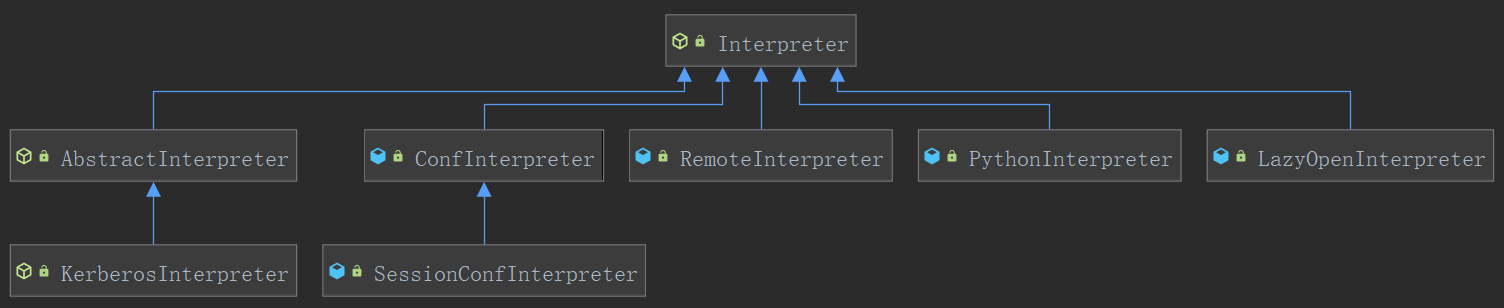 Interpreter
AbstractInterpreter
ConfInterpreter
RemoteInterpreter
PythonInterpreter
LazyOpenInterpreter
KerberosInterpreter
SessionConfInterpreter